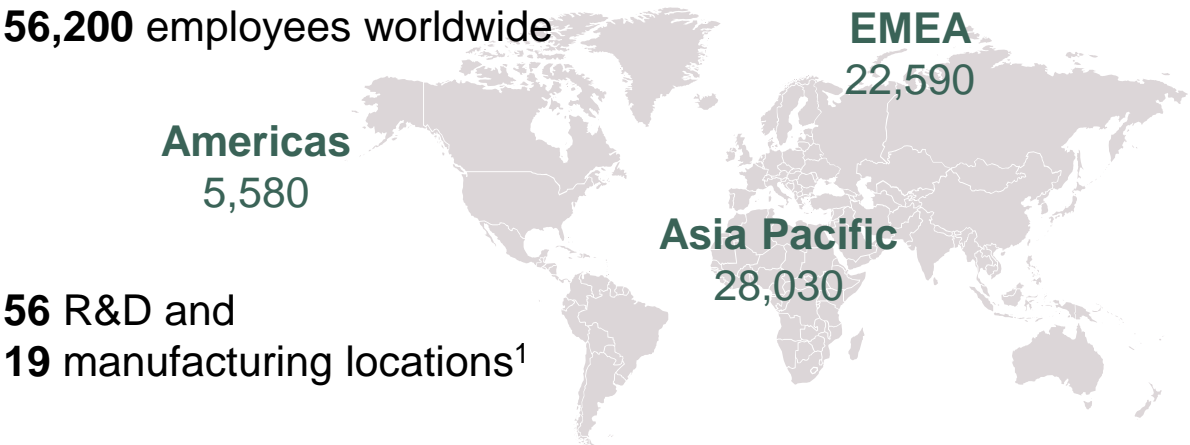 56,200 employees worldwide
EMEA
22,590
Americas
5,580
Asia Pacific
28,030
56 R&D and
19 manufacturing locations¹